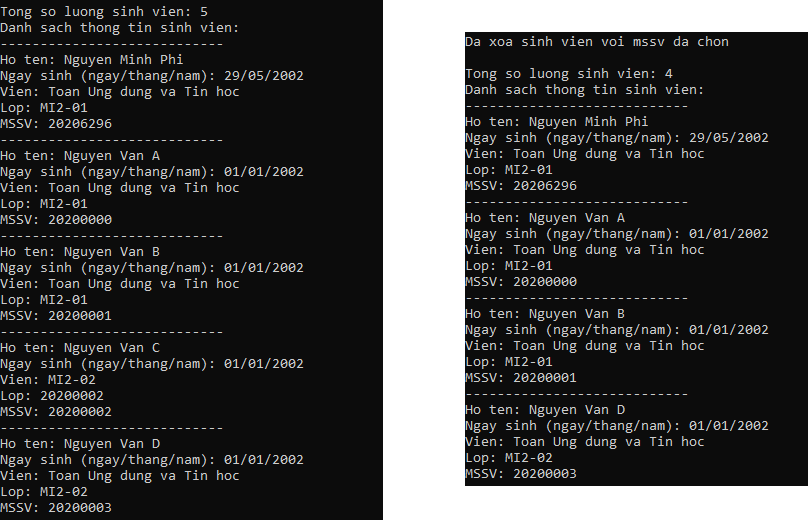 Tong so luong sinh vien: 5
Danh sach thong tin sinh vien:
----------------------------
Ho ten: Nguyen Minh Phi
Ngay sinh (ngay/thang/nam): 29/05/2002
Vien: Toan Ung dung va Tin hoc
Lop: MI2-01
MSSV: 20206296
----------------------------
Ho ten: Nguyen Van A
Ngay sinh (ngay/thang/nam): 01/01/2002
Vien: Toan Ung dung va Tin hoc
Lop: MI2-01
MSSV: 20200000
----------------------------
Ho ten: Nguyen Van B
Ngay sinh (ngay/thang/nam): 01/01/2002
Vien: Toan Ung dung va Tin hoc
Lop: MI2-01
MSSV: 20200001
----------------------------
Ho ten: Nguyen Van C
Ngay sinh (ngay/thang/nam): 01/01/2002
Vien: MI2-02
Lop: 20200002
MSSV: 20200002
----------------------------
Ho ten: Nguyen Van D
Ngay sinh (ngay/thang/nam): 01/01/2002
Vien: Toan Ung dung va Tin hoc
Lop: MI2-02
MSSV: 20200003
Da xoa sinh vien voi mssv da chon
Tong so luong sinh vien: 4
Danh sach thong tin sinh vien:
----------------------------
Ho ten: Nguyen Minh Phi
Ngay sinh (ngay/thang/nam): 29/05/2002
Vien: Toan Ung dung va Tin hoc
Lop: MI2-01
MSSV: 20206296
----------------------------
Ho ten: Nguyen Van A
Ngay sinh (ngay/thang/nam): 01/01/2002
Vien: Toan Ung dung va Tin hoc
Lop: MI2-01
MSSV: 20200000
----------------------------
Ho ten: Nguyen Van B
Ngay sinh (ngay/thang/nam): 01/01/2002
Vien: Toan Ung dung va Tin hoc
Lop: MI2-01
MSSV: 20200001
----------------------------
Ho ten: Nguyen Van D
Ngay sinh (ngay/thang/nam): 01/01/2002
Vien: Toan Ung dung va Tin hoc
Lop: MI2-02
MSSV: 20200003